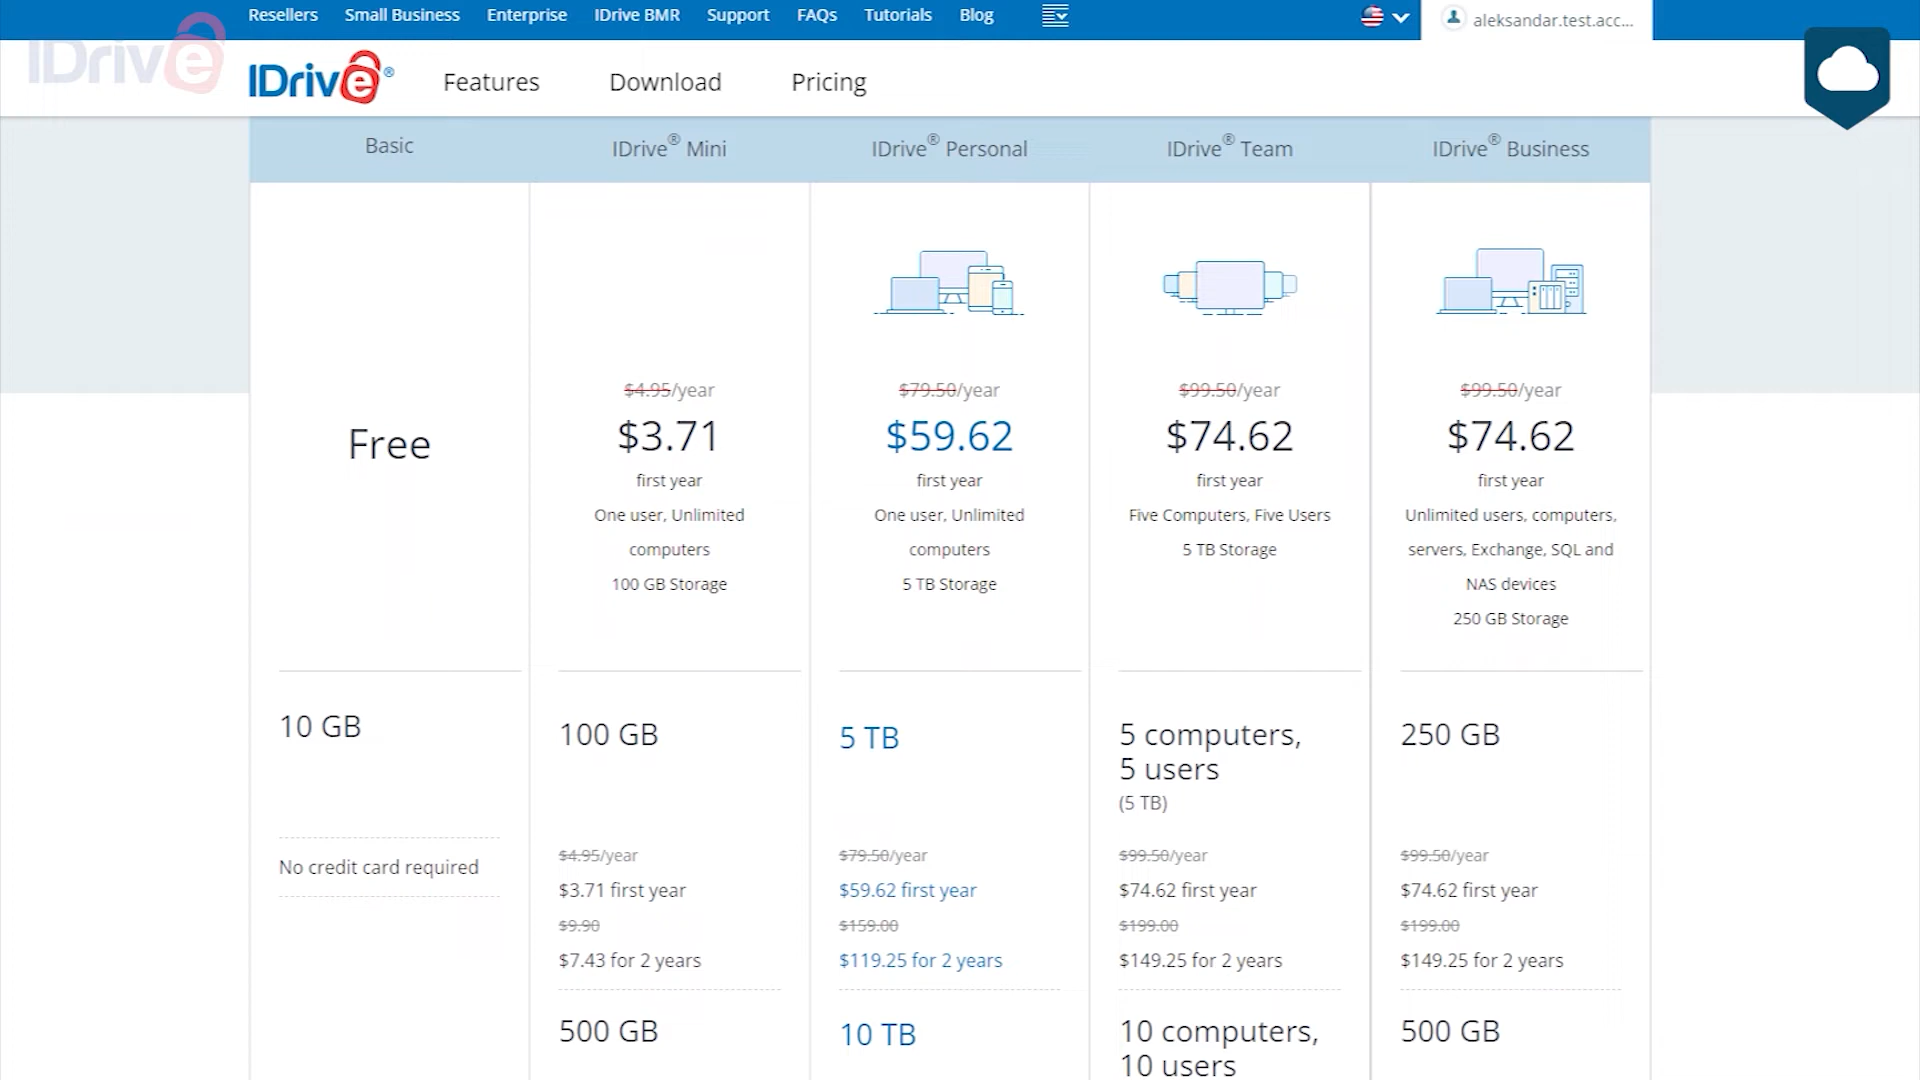 Resellers Small Business Enterprise IDrive BMR Support FAQs Tutorials Blog aleksandar.test.acc...
IDrive
IDrive® Features Download Pricing
Basic IDrive® Mini IDrive® Personal IDrive® Team IDrive® Business
$4.95/year $79.50/year $99.50/year $99.50/year
Free $3.71 $59.62 $74.62 $74.62
first year first year first year first year
One user, Unlimited One user, Unlimited Five Computers, Five Users Unlimited users, computers,
computers computers 5 TB Storage servers, Exchange, SQL and
100 GB Storage 5 TB Storage NAS devices
250 GB Storage
10 GB 100 GB 5 TB 5 computers, 250 GB
5 users
(5 TB)
$4.95/year $79.50/year $99.50/year $99.50/year
No credit card required $3.71 first year $59.62 first year $74.62 first year $74.62 first year
$9.90 $159.00 $199.00 $199.00
$7.43 for 2 years $119.25 for 2 years $149.25 for 2 years $149.25 for 2 years
500 GB 10 TB 10 computers, 500 GB
10 users